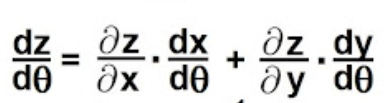 dz/dθ = ∂z/∂x · dx/dθ + ∂z/∂y · dy/dθ